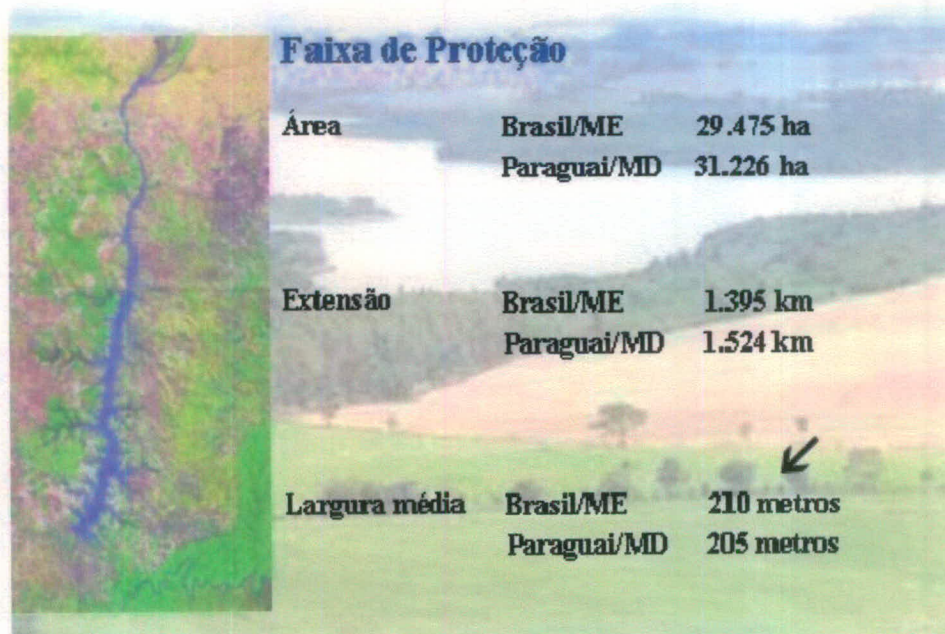 Faixa de Proteção
Área Brasil/ME 29.475 ha
Paraguai/MD 31.226 ha
Extensão Brasil/ME 1.395 km
Paraguai/MD 1.524 km
Largura média Brasil/ME 210 metros
Paraguai/MD 205 metros